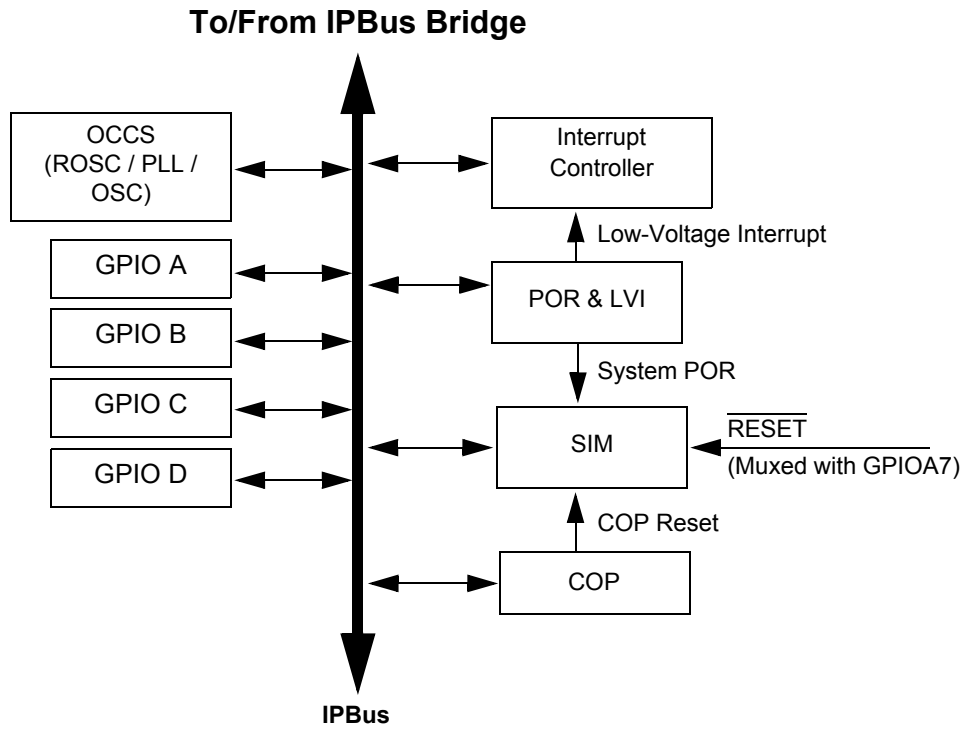 To/From IPBus Bridge
OCCS
(ROSC / PLL /
OSC)
GPIO A
GPIO B
GPIO C
GPIO D
Interrupt
Controller
Low-Voltage Interrupt
POR & LVI
System POR
SIM
RESET
(Muxed with GPIOA7)
COP Reset
COP
IPBus